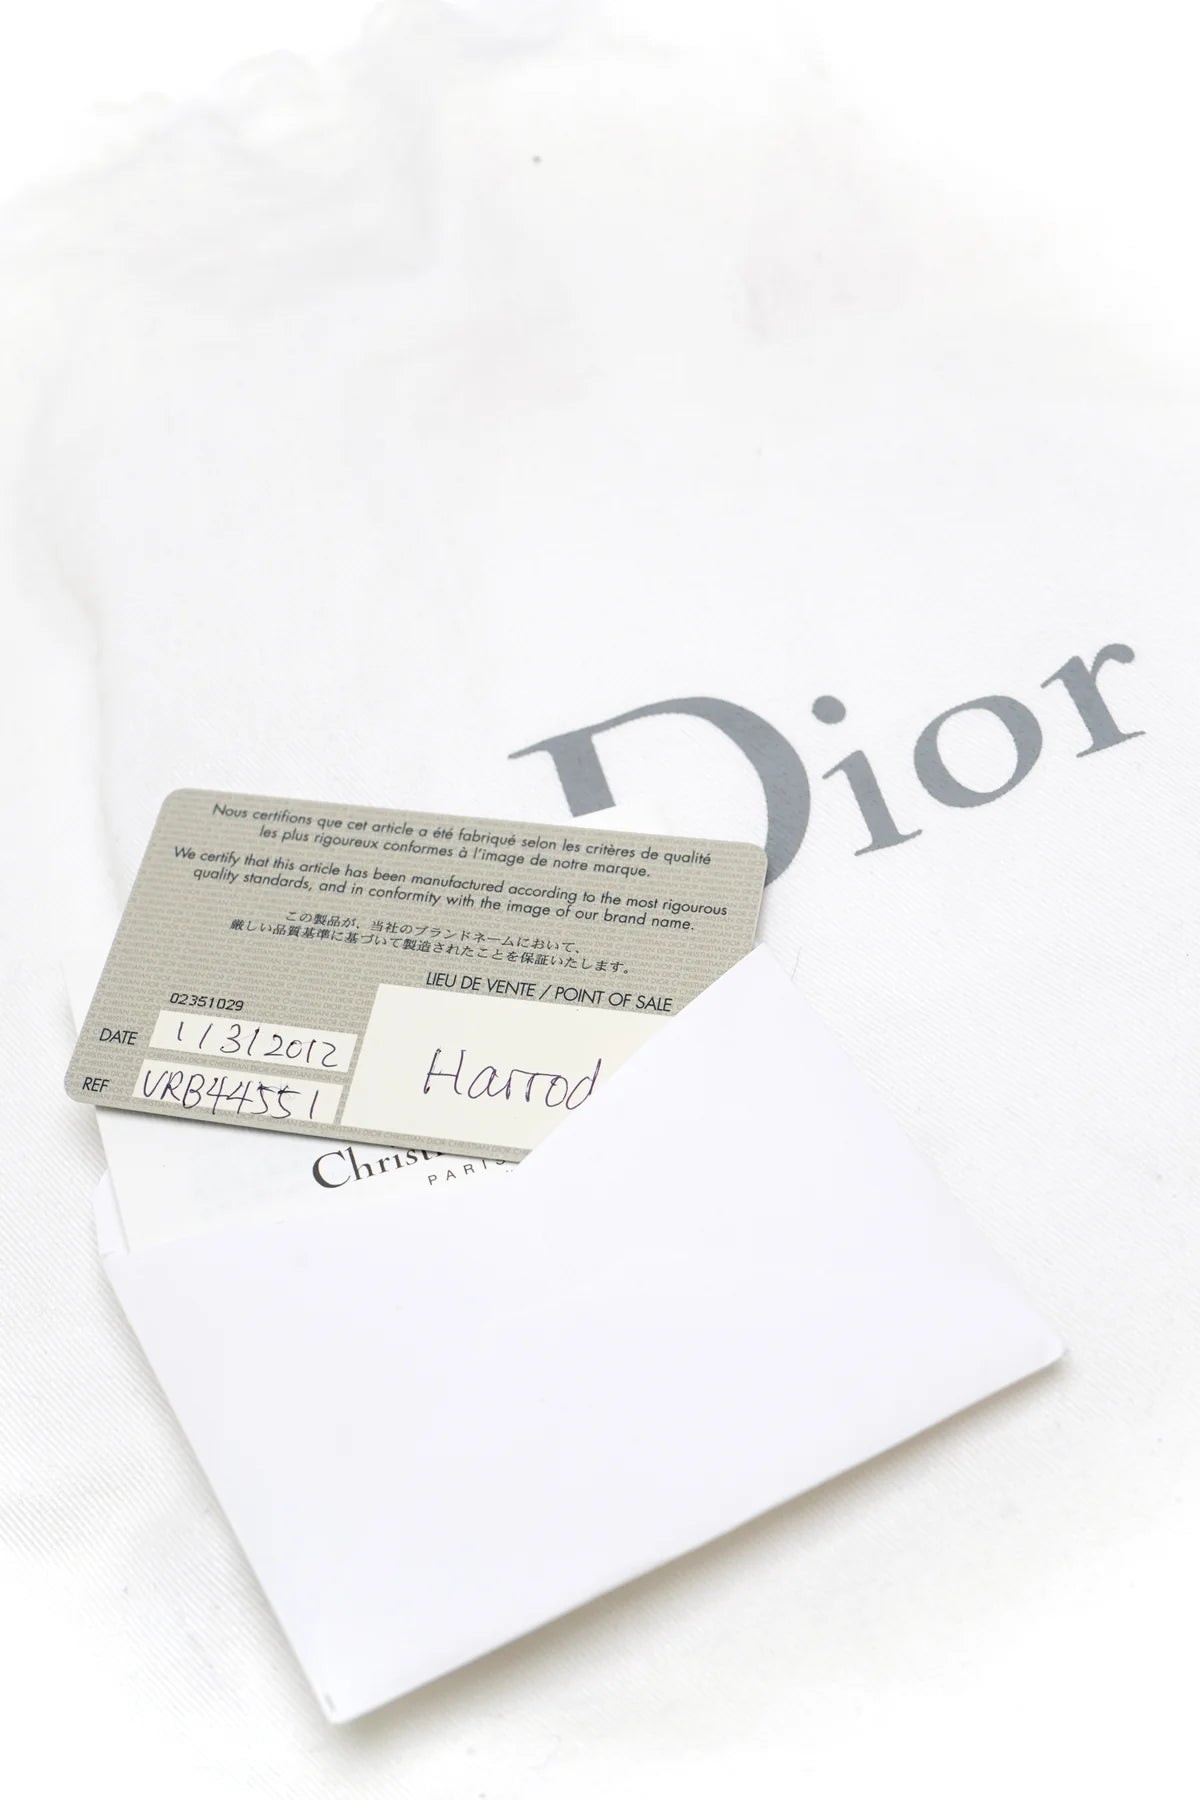 Dior
Nous certifions que cet article a été fabriqué selon les critères de qualité
les plus rigoureux conformes à l'image de notre marque.
We certify that this article has been manufactured according to the most rigourous
quality standards, and in conformity with the image of our brand name.
この製品が、当社のブランドネームにおいて、
厳しい品質基準に基づいて製造されたことを保証いたします。
LIEU DE VENTE / POINT OF SALE
02351029
DATE 11312012
REF VRB44551
Harrod
Christ
PARIS